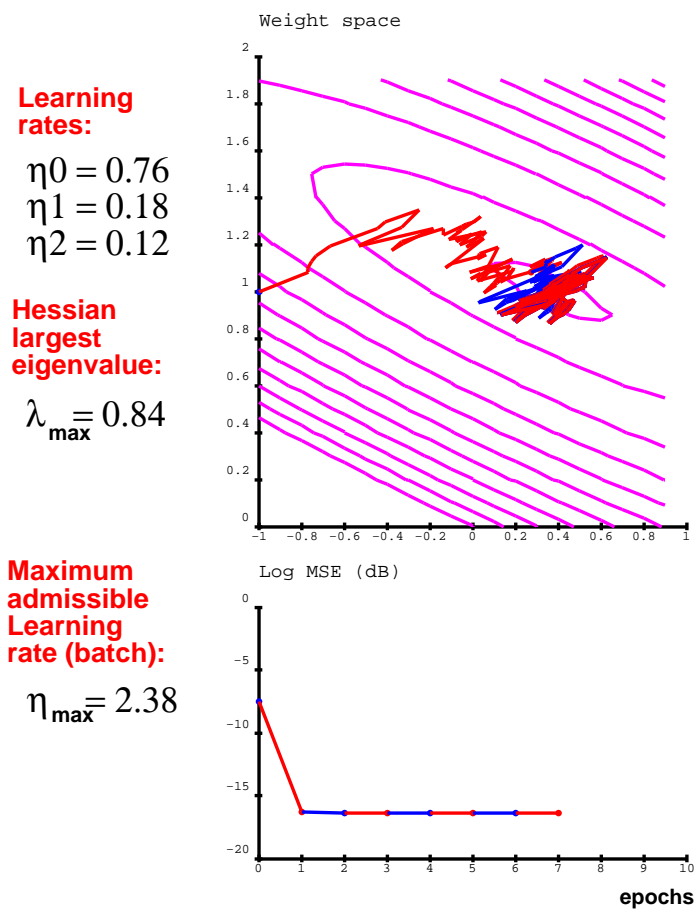 Weight space
Learning
rates:
η0 = 0.76
η1 = 0.18
η2 = 0.12
Hessian
largest
eigenvalue:
λmax= 0.84
2
1.8
1.6
1.4
1.2
1
0.8
0.6
0.4
0.2
0
-1 -0.8 -0.6 -0.4 -0.2 0 0.2 0.4 0.6 0.8 1
Maximum
admissible
Learning
rate (batch):
ηmax= 2.38
Log MSE (dB)
0
-5
-10
-15
-20
0 1 2 3 4 5 6 7 8 9 10
epochs